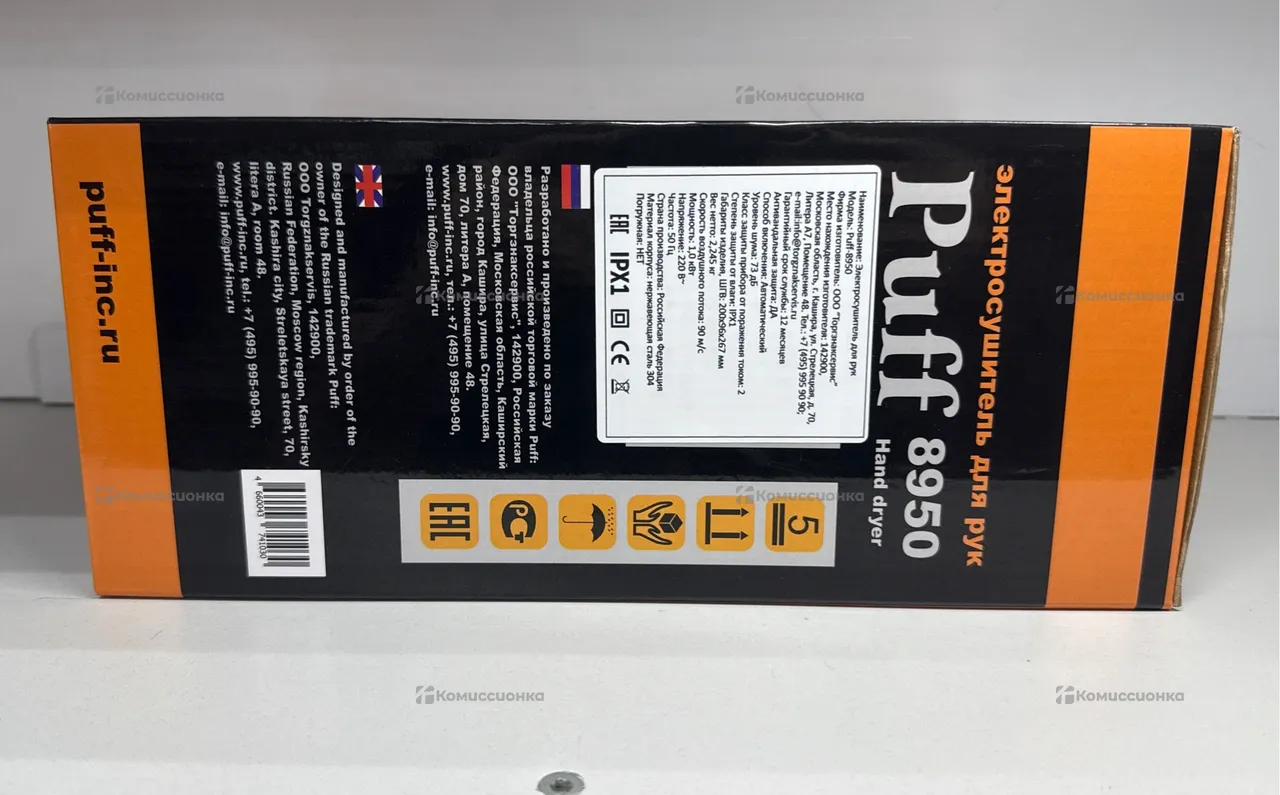 Электросушитель для рук
Puff 8950
Hand dryer
Наименование: Электросушитель для рук
Модель: Puff-8950
Фирма изготовитель: ООО "Торгзнаксервис"
Место нахождения изготовителя: 142900,
Московская область, г. Кашира, ул. Стрелецкая, д. 70,
Литера А7, Помещение 48. Тел.: +7 (495) 995 90 90;
e-mail:info@torgznakservis.ru
Гарантийный срок службы: 12 месяцев
Антивандальная защита: ДА
Способ включения: Автоматический
Уровень шума: 73 дБ
Класс защиты прибора от поражения током: 2
Степень защиты от влаги: IPX1
Габариты изделия, ШГВ: 200х96х267 мм
Вес нетто: 2,245 кг
Скорость воздушного потока: 90 м/с
Мощность: 1,0 кВт
Напряжение: 220 В~
Частота: 50 Гц
Страна производства: Российская Федерация
Материал корпуса: нержавеющая сталь 304
Погружная: НЕТ
EAC IPX1 CE
5
РСТ
EAC
Разработано и произведено по заказу
владельца российской торговой марки Puff:
ООО "Торгзнаксервис", 142900, Российская
Федерация, Московская область, Каширский
район, город Кашира, улица Стрелецкая,
дом 70, литера А, помещение 48.
www.puff-inc.ru, тел.: +7 (495) 995-90-90,
e-mail: info@puff-inc.ru
Designed and manufactured by order of the
owner of the Russian trademark Puff:
OOO Torgznakservis, 142900,
Russian Federation, Moscow region, Kashirsky
district, Kashira city, Streletskaya street, 70,
litera A, room 48.
www.puff-inc.ru, tel.: +7 (495) 995-90-90,
e-mail: info@puff-inc.ru
4 660043 741030
puff-inc.ru
Комиссионка
Комиссионка
Комиссионка
Комиссионка
Комиссионка
Комиссионка
Комиссионка
Комиссионка